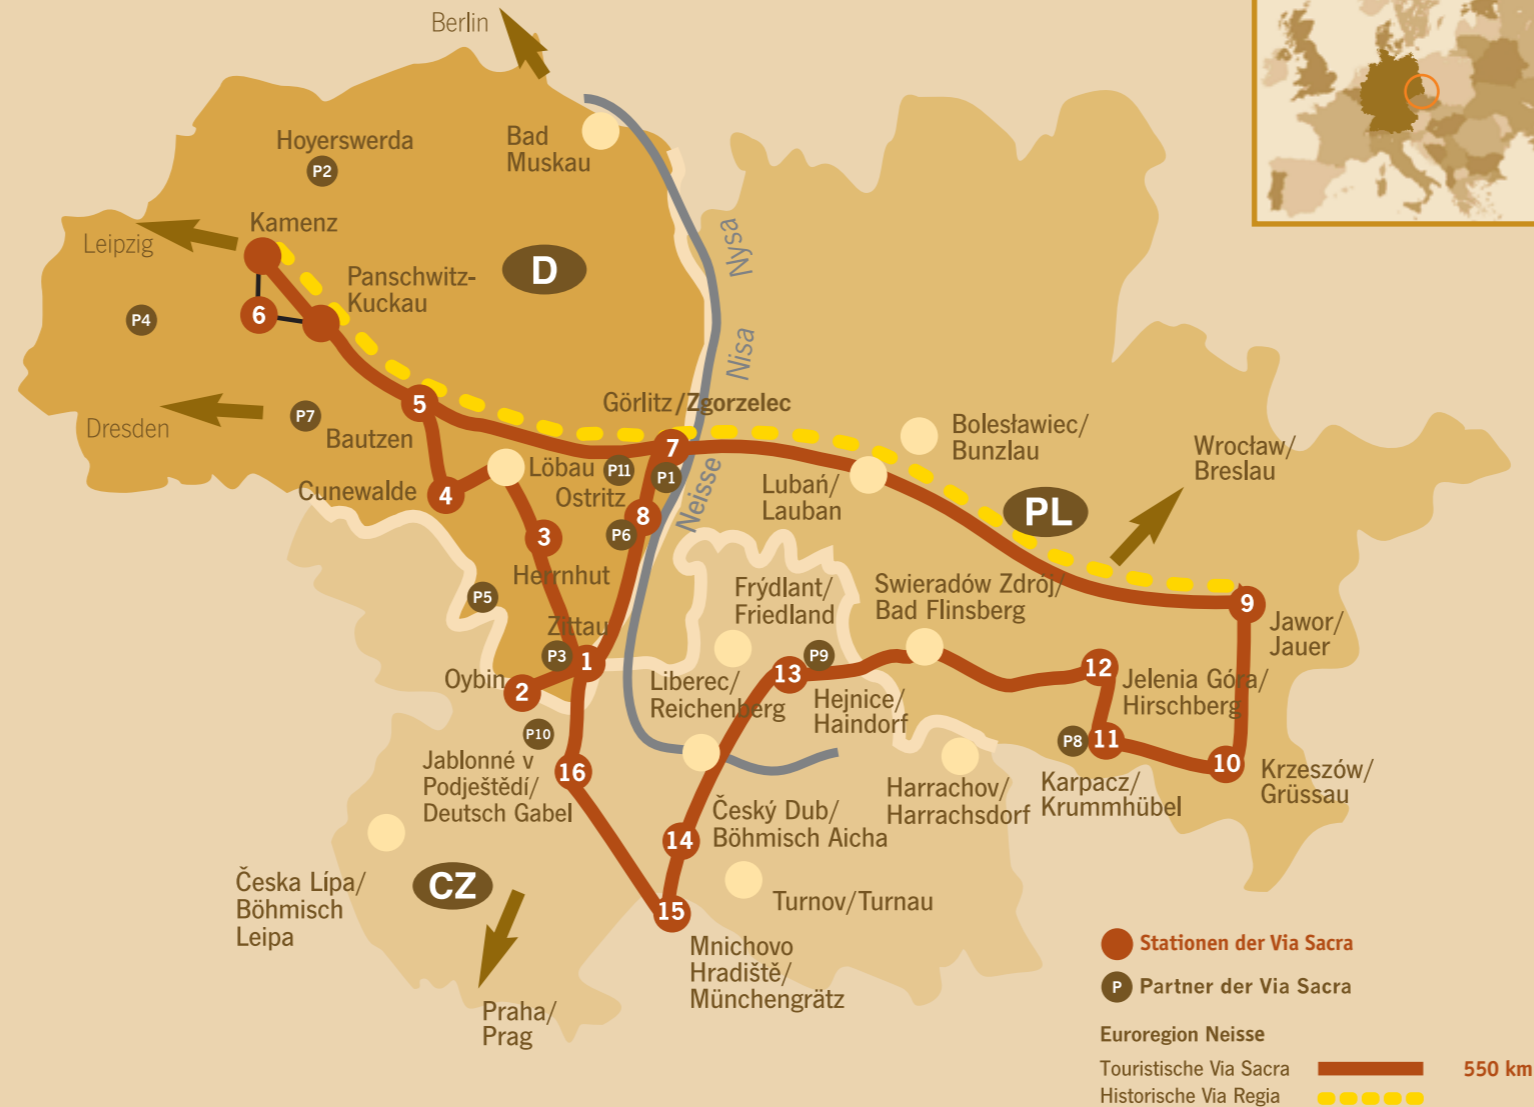 Berlin
Bad
Muskau
Hoyerswerda
P2
Kamenz
Leipzig
D
Panschwitz-
Kuckau
6
P4
Nysa
Nisa
Neisse
5
P7
Dresden
Bautzen
Görlitz/Zgorzelec
7
Bolesławiec/
Bunzlau
Wrocław/
Breslau
Löbau
P11
P1
Lubań/
Lauban
Cunewalde
4
Ostritz
8
PL
3
P6
Herrnhut
P5
Frýdlant/
Friedland
Swieradów Zdrój/
Bad Flinsberg
9
Jawor/
Jauer
Zittau
P3
1
P9
13
12
Oybin
2
Liberec/
Reichenberg
Hejnice/
Haindorf
Jelenia Góra/
Hirschberg
P10
P8
11
10
Jablonné v
Podještědí/
Deutsch Gabel
16
Harrachov/
Harrachsdorf
Karpacz/
Krummhübel
Krzeszów/
Grüssau
14
Český Dub/
Böhmisch Aicha
Česka Lípa/
Böhmisch
Leipa
CZ
15
Turnov/Turnau
Mnichovo
Hradiště/
Münchengrätz
Praha/
Prag
Stationen der Via Sacra
P Partner der Via Sacra
Euroregion Neisse
Touristische Via Sacra 550 km
Historische Via Regia